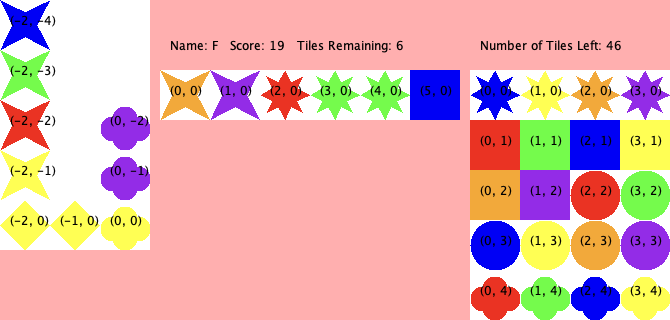 (-2, -4)
Name: F Score: 19 Tiles Remaining: 6
Number of Tiles Left: 46
(-2, -3)
(0, 0) (1, 0) (2, 0) (3, 0) (4, 0) (5, 0)
(0, 0) (1, 0) (2, 0) (3, 0)
(-2, -2) (0, -2)
(0, 1) (1, 1) (2, 1) (3, 1)
(-2, -1) (0, -1)
(0, 2) (1, 2) (2, 2) (3, 2)
(-2, 0) (-1, 0) (0, 0)
(0, 3) (1, 3) (2, 3) (3, 3)
(0, 4) (1, 4) (2, 4) (3, 4)